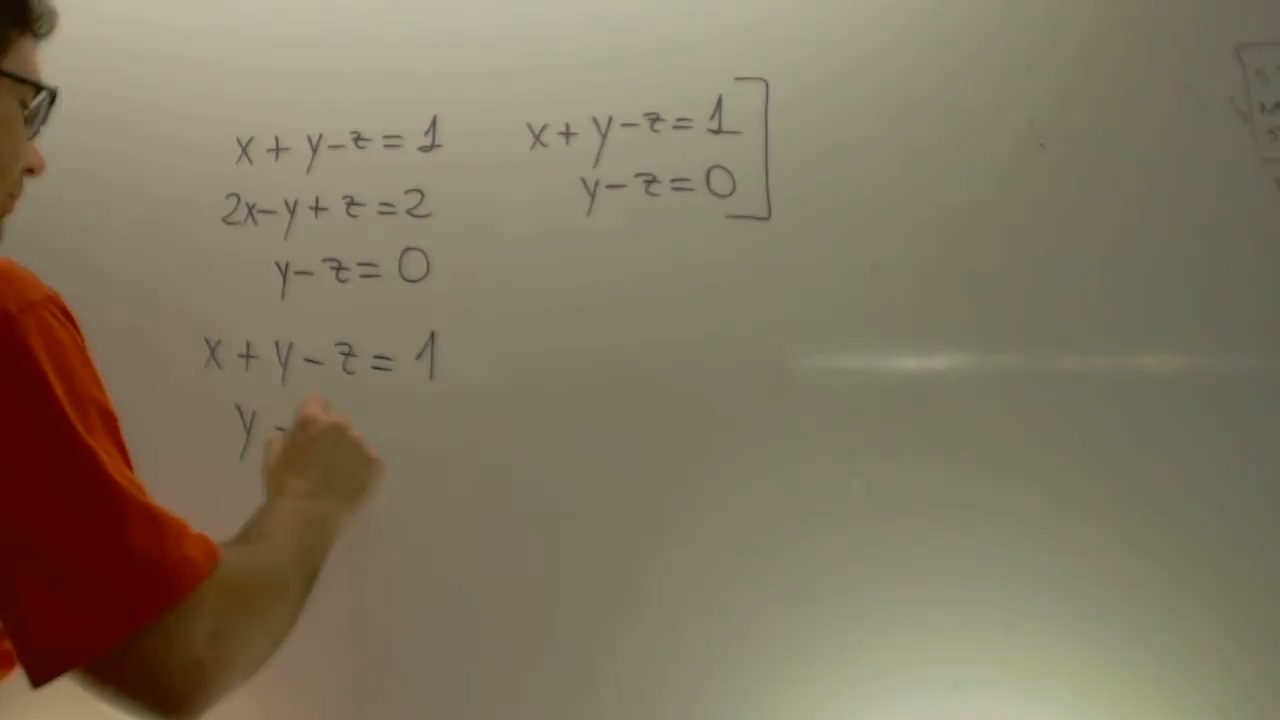 x + y - z = 1
2x - y + z = 2
y - z = 0
x + y - z = 1
y - z = 0
x + y - z = 1
y -